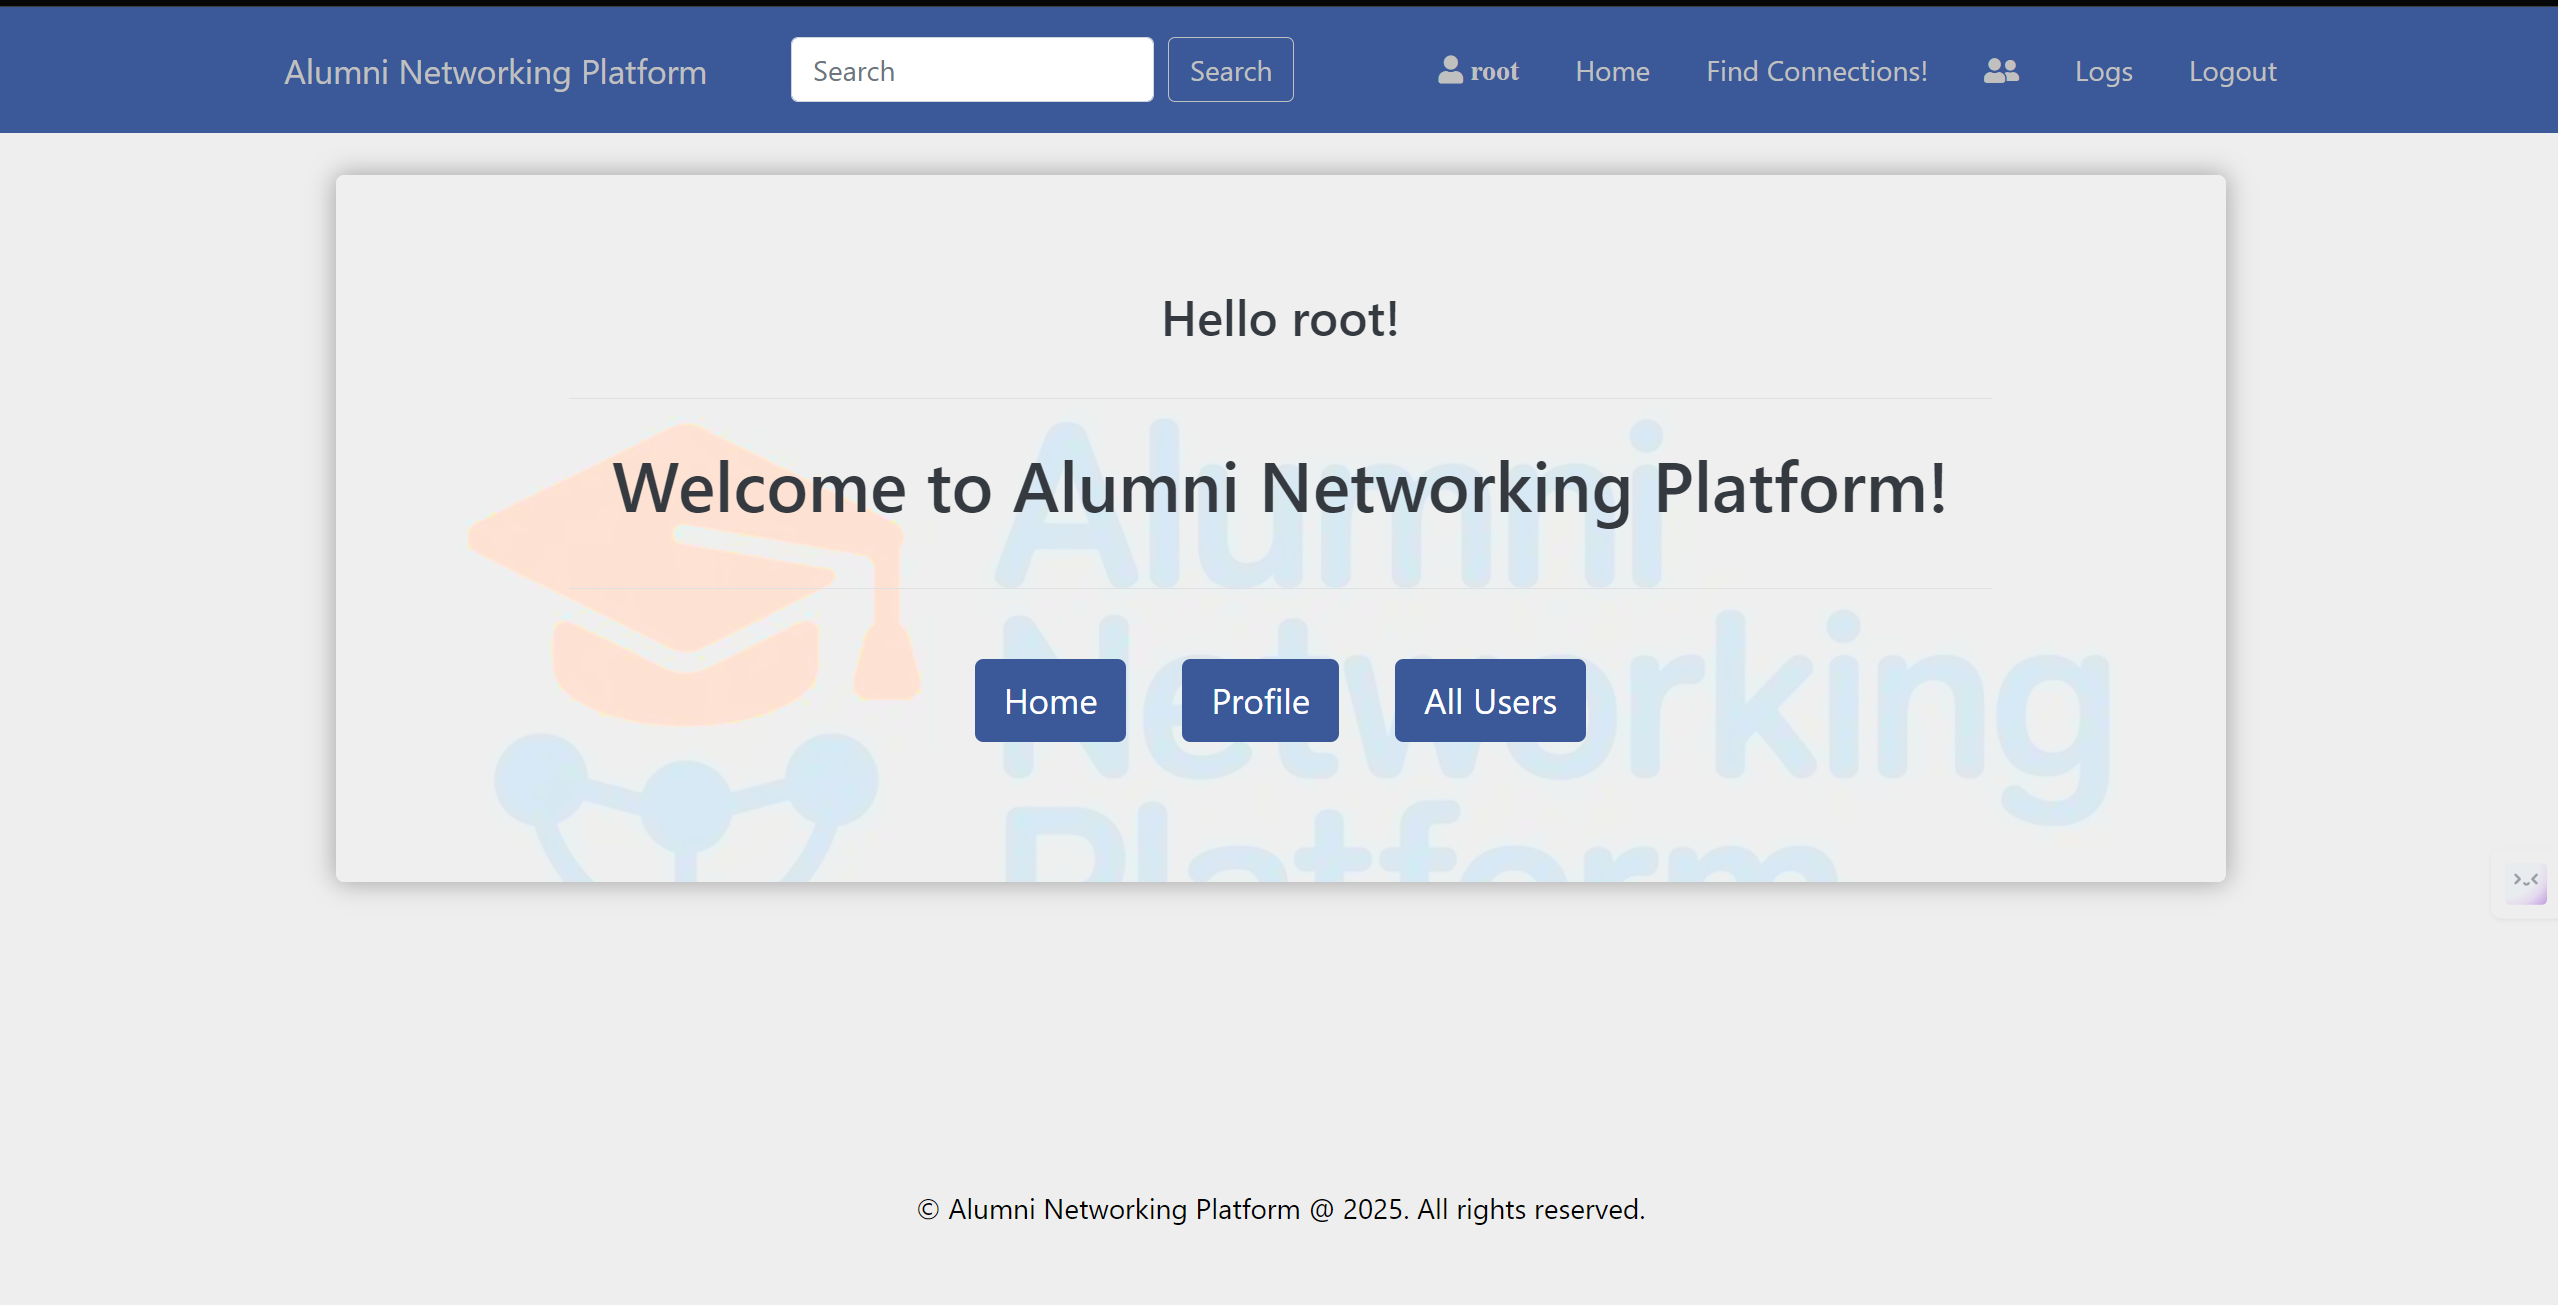 Alumni Networking Platform
Search
Search
root
Home
Find Connections!
Logs
Logout
Hello root!
Welcome to Alumni Networking Platform!
Alumni
Networking
Platform
Home
Profile
All Users
© Alumni Networking Platform @ 2025. All rights reserved.